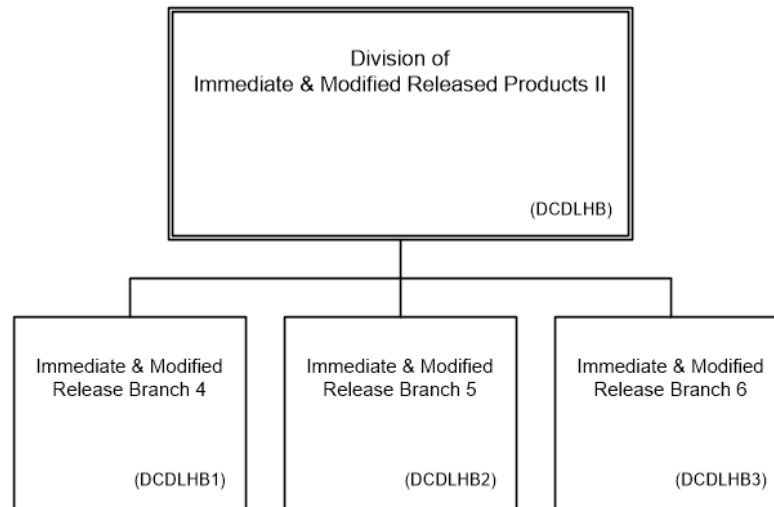 Division of
Immediate & Modified Released Products II
(DCDLHB)
Immediate & Modified
Release Branch 4
(DCDLHB1)
Immediate & Modified
Release Branch 5
(DCDLHB2)
Immediate & Modified
Release Branch 6
(DCDLHB3)